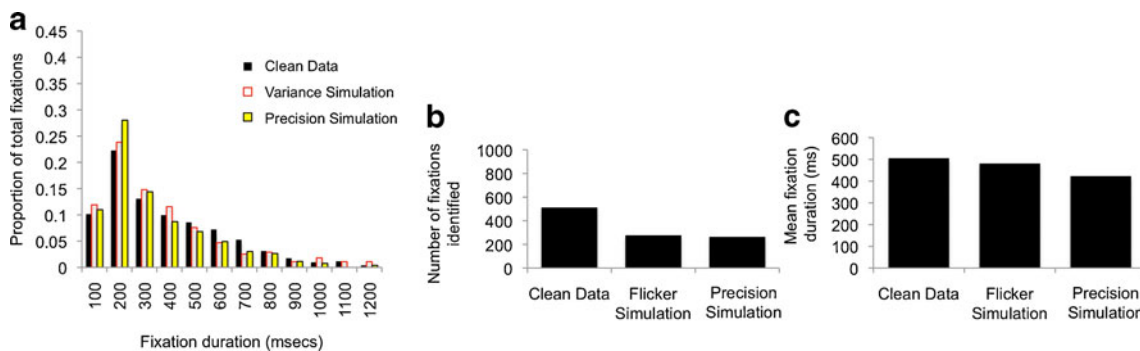 a
Proportion of total fixations
0.45
0.4
0.35
0.3
0.25
0.2
0.15
0.1
0.05
0
100
200
300
400
500
600
700
800
900
1000
1100
1200
Fixation duration (msecs)
Clean Data
Variance Simulation
Precision Simulation
b
Number of fixations
identified
1000
800
600
400
200
0
Clean Data
Flicker
Simulation
Precision
Simulation
c
Mean fixation
duration (ms)
600
500
400
300
200
100
0
Clean Data
Flicker
Simulation
Precision
Simulation